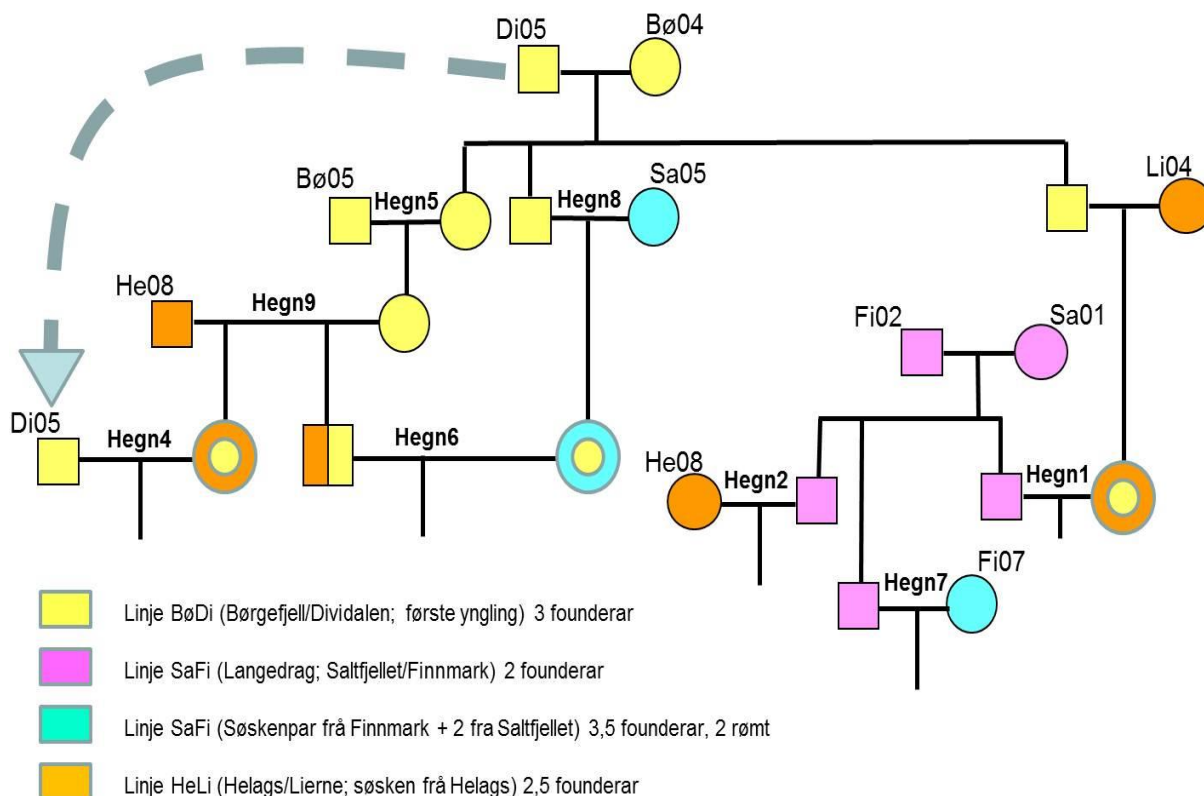 Di05
Bø04
Bø05
Hegn5
Hegn8
Sa05
Li04
He08
Hegn9
Fi02
Sa01
Di05
Hegn4
Hegn6
He08
Hegn2
Hegn1
Hegn7
Fi07
Linje BøDi (Børgefjell/Dividalen; første yngling) 3 founderar
Linje SaFi (Langedrag; Saltfjellet/Finnmark) 2 founderar
Linje SaFi (Søskenpar frå Finnmark + 2 fra Saltfjellet) 3,5 founderar, 2 rømt
Linje HeLi (Helags/Lierne; søsken frå Helags) 2,5 founderar